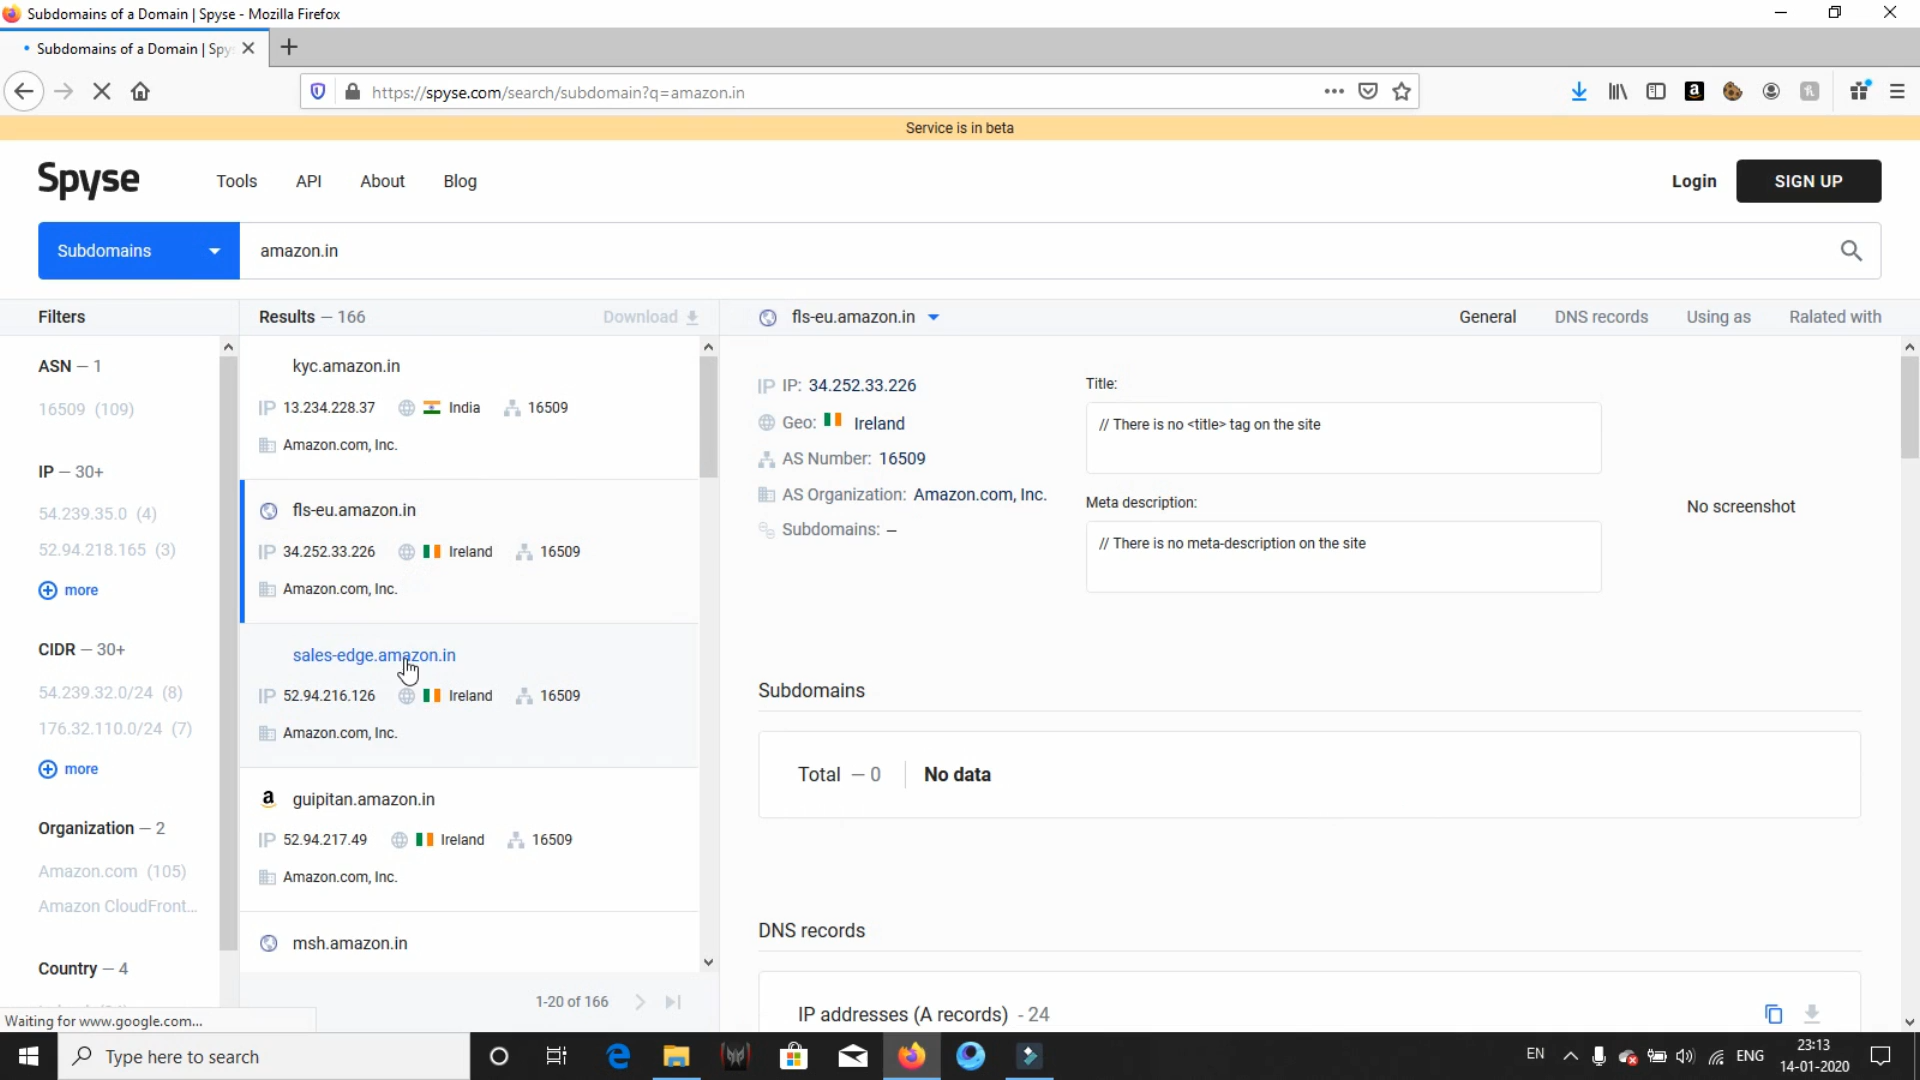 Subdomains of a Domain | Spyse - Mozilla Firefox
Subdomains of a Domain | Spy
https://spyse.com/search/subdomain?q=amazon.in
Service is in beta
Spyse
Tools
API
About
Blog
Login
SIGN UP
Subdomains
amazon.in
Filters
ASN – 1
16509 (109)
IP – 30+
54.239.35.0 (4)
52.94.218.165 (3)
more
CIDR – 30+
54.239.32.0/24 (8)
176.32.110.0/24 (7)
more
Organization – 2
Amazon.com (105)
Amazon CloudFront...
Country – 4
Results – 166
Download
kyc.amazon.in
IP 13.234.228.37 India 16509
Amazon.com, Inc.
fls-eu.amazon.in
IP 34.252.33.226 Ireland 16509
Amazon.com, Inc.
sales-edge.amazon.in
IP 52.94.216.126 Ireland 16509
Amazon.com, Inc.
a guipitan.amazon.in
IP 52.94.217.49 Ireland 16509
Amazon.com, Inc.
msh.amazon.in
1-20 of 166
fls-eu.amazon.in
General
DNS records
Using as
Ralated with
IP IP: 34.252.33.226
Geo: Ireland
AS Number: 16509
AS Organization: Amazon.com, Inc.
Subdomains: –
Title:
// There is no <title> tag on the site
Meta description:
// There is no meta-description on the site
No screenshot
Subdomains
Total – 0 No data
DNS records
IP addresses (A records) - 24
Waiting for www.google.com...
Type here to search
EN
ENG
23:13
14-01-2020